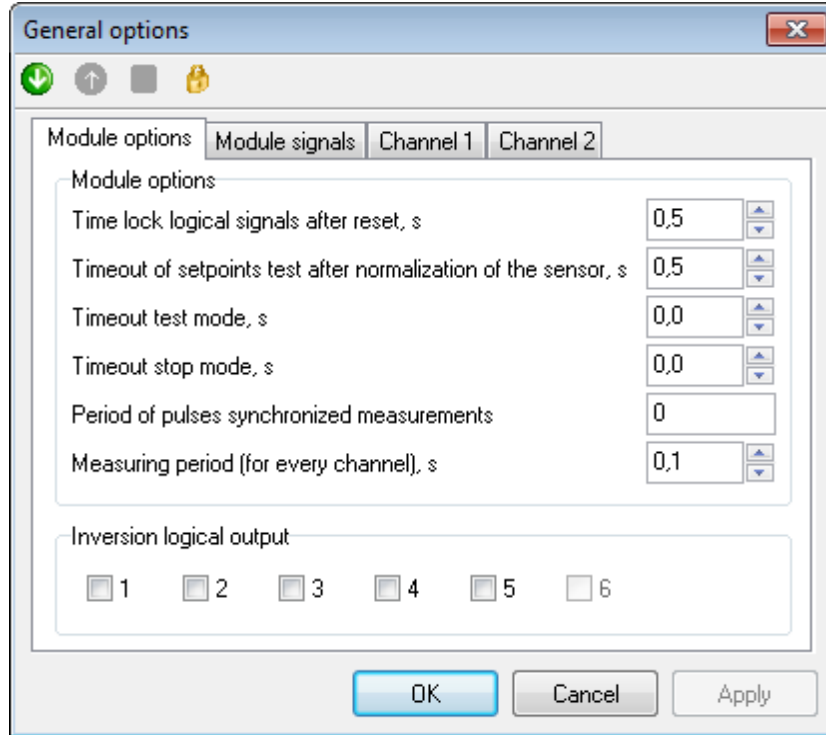 General options
Module options Module signals Channel 1 Channel 2
Module options
Time lock logical signals after reset, s 0,5
Timeout of setpoints test after normalization of the sensor, s 0,5
Timeout test mode, s 0,0
Timeout stop mode, s 0,0
Period of pulses synchronized measurements 0
Measuring period (for every channel), s 0,1
Inversion logical output
1 2 3 4 5 6
OK Cancel Apply